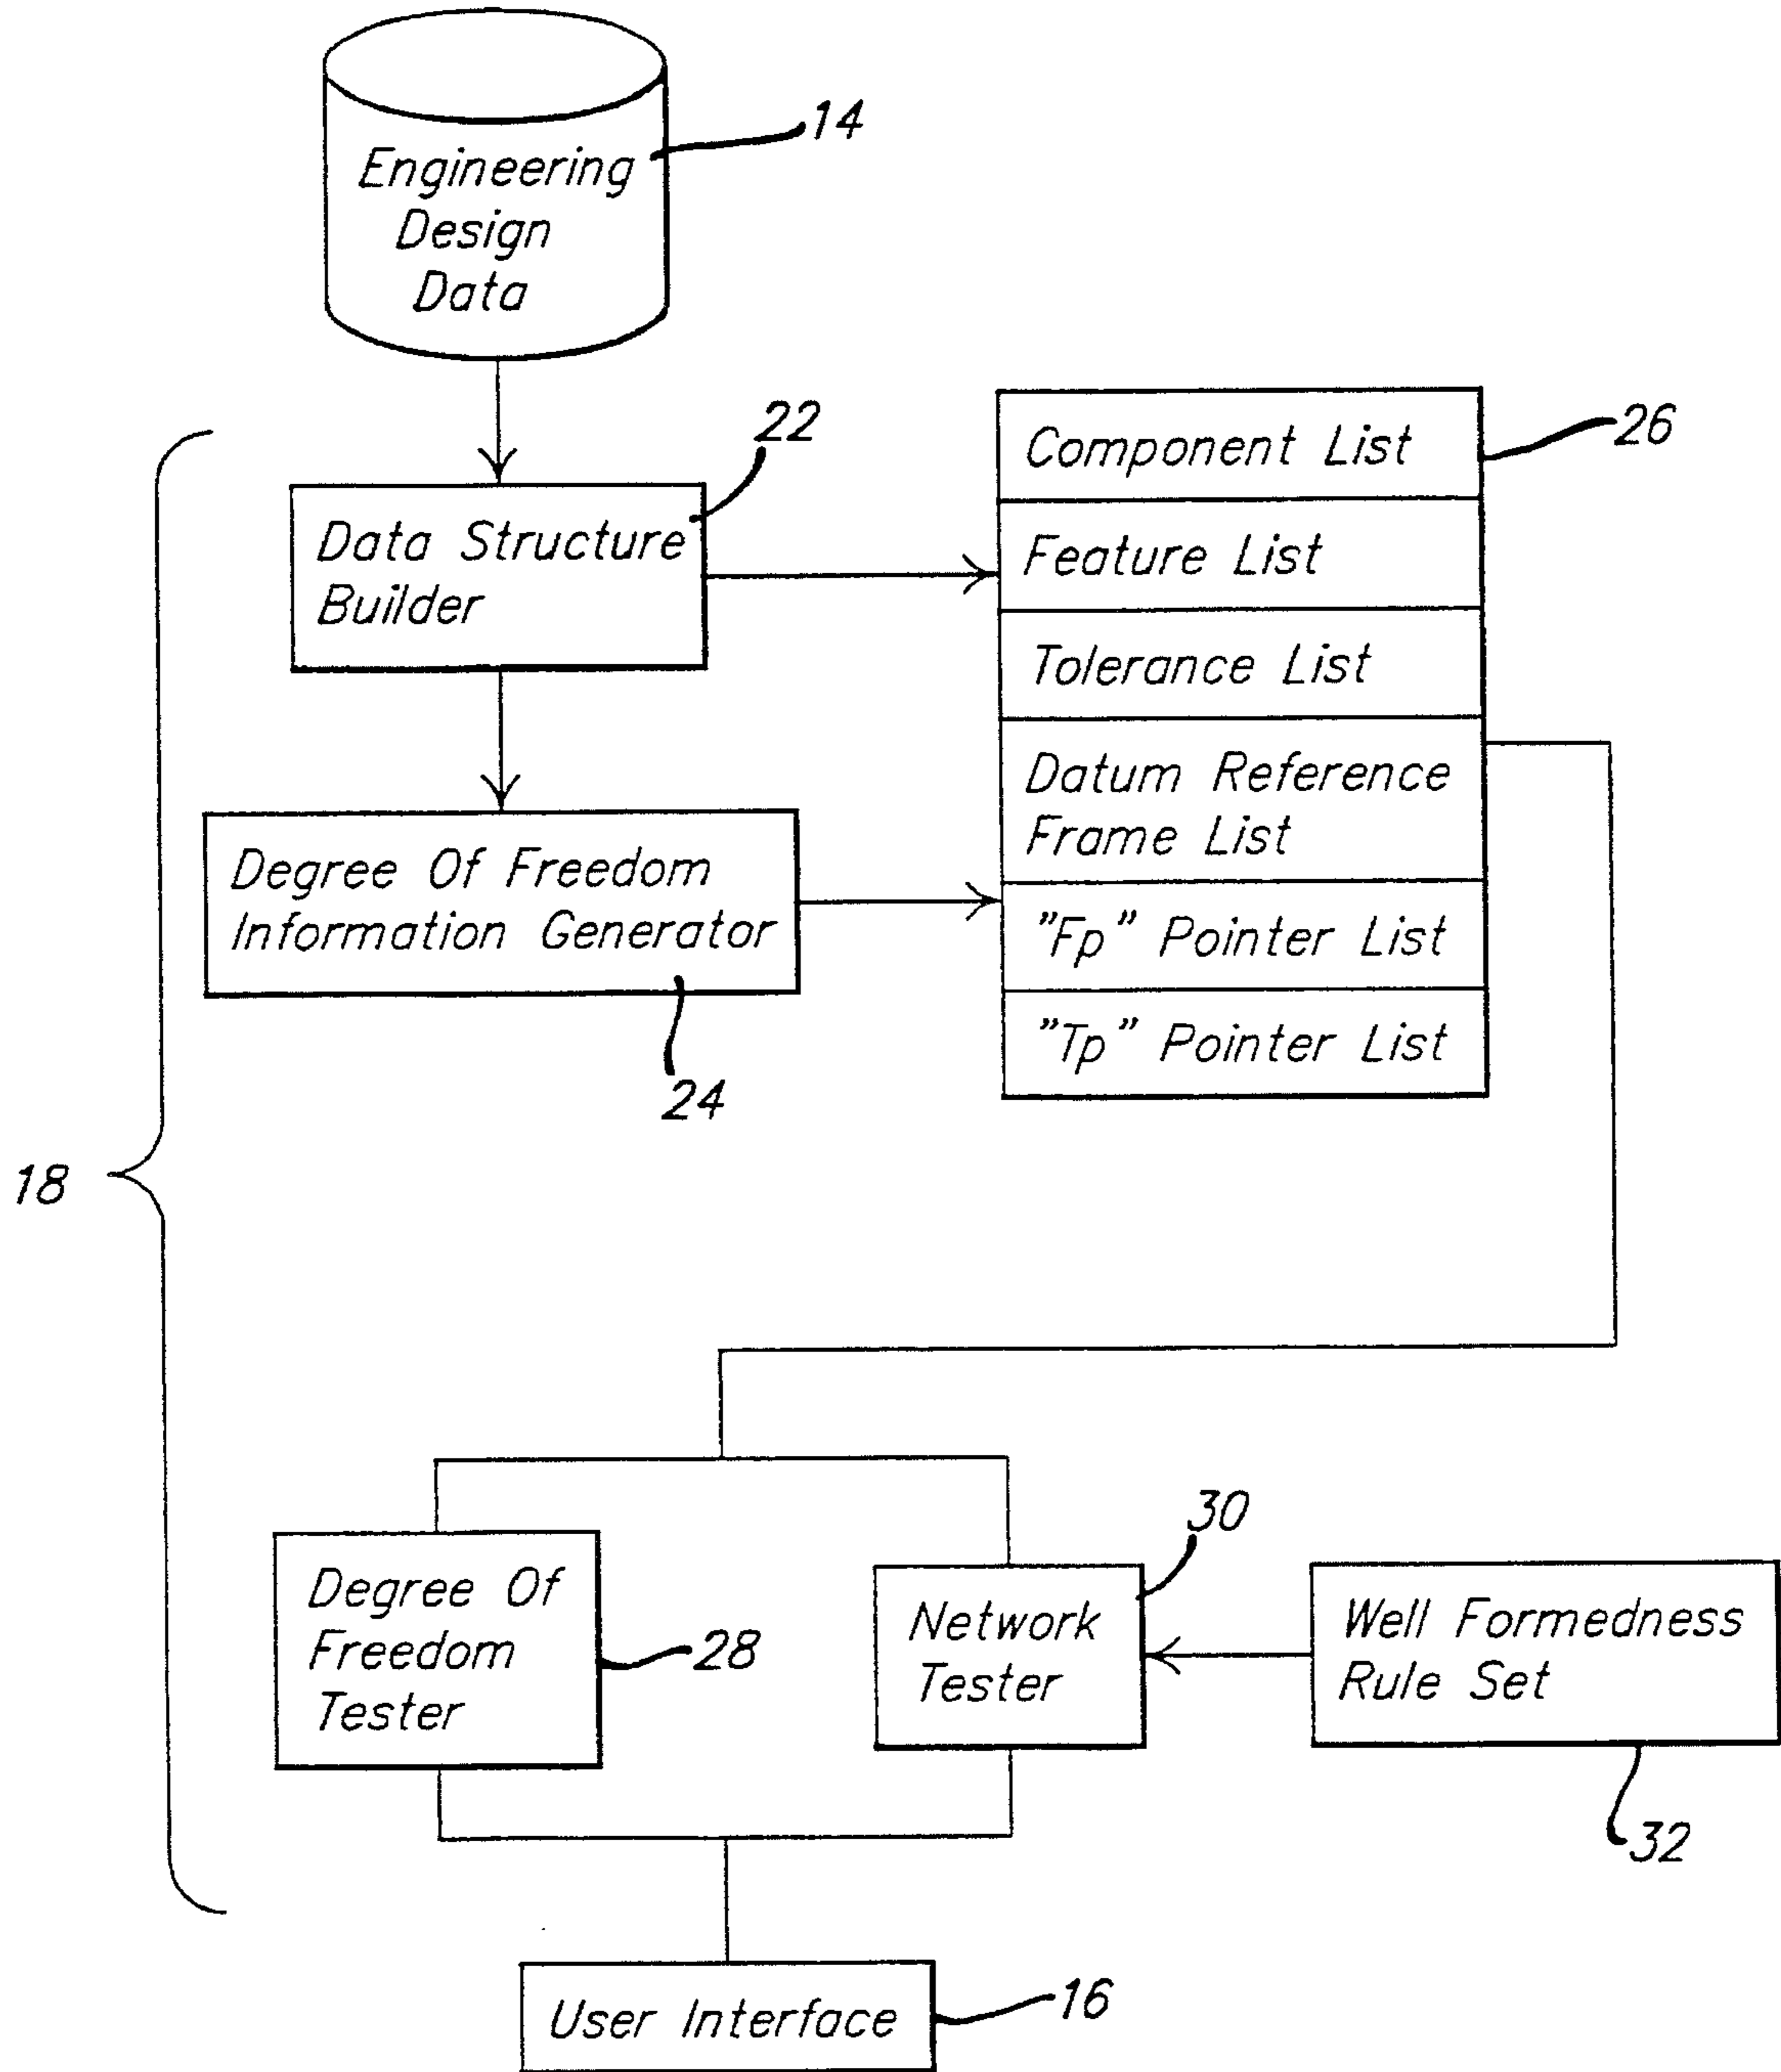 Engineering
Design
Data
14
22
Data Structure
Builder
Component List
26
Feature List
Tolerance List
Datum Reference
Frame List
"Fp" Pointer List
"Tp" Pointer List
Degree Of Freedom
Information Generator
24
18
Degree Of
Freedom
Tester
28
30
Network
Tester
Well Formedness
Rule Set
32
User Interface
16